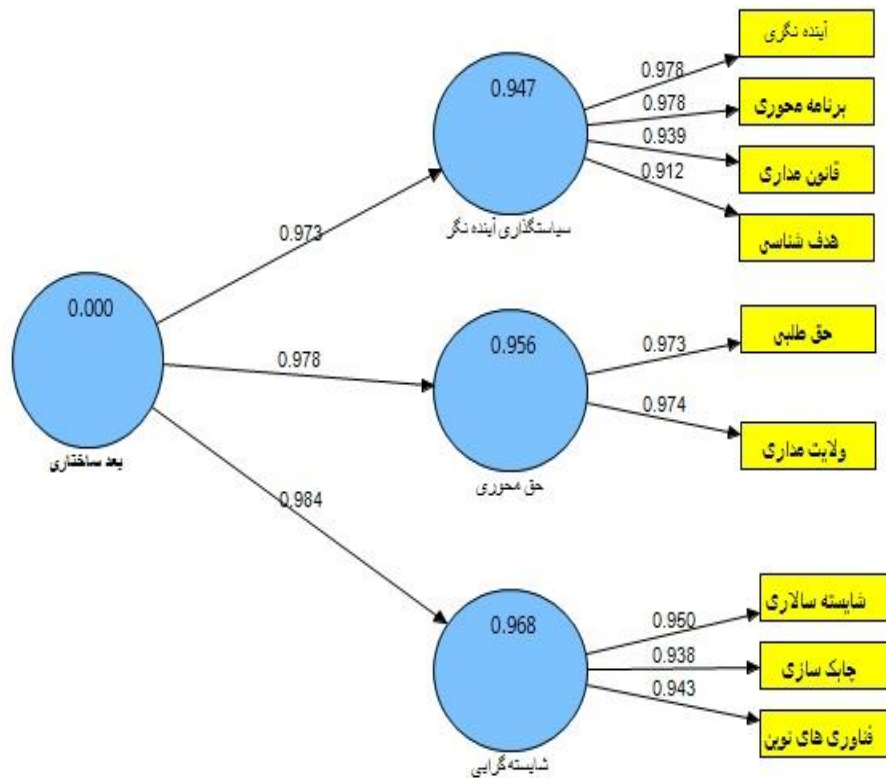 آینده نگری
0.978
برنامه محوری
0.978
قانون مداری
0.939
هدف شناسی
0.912
0.947
سیاستگذاری آینده نگر
0.973
0.000
بعد ساختاری
0.978
0.956
حق محوری
حق طلبی
0.973
ولایت مداری
0.974
0.984
0.968
شایسته‌گرایی
شایسته سالاری
0.950
چابک سازی
0.938
فناوری های نوین
0.943